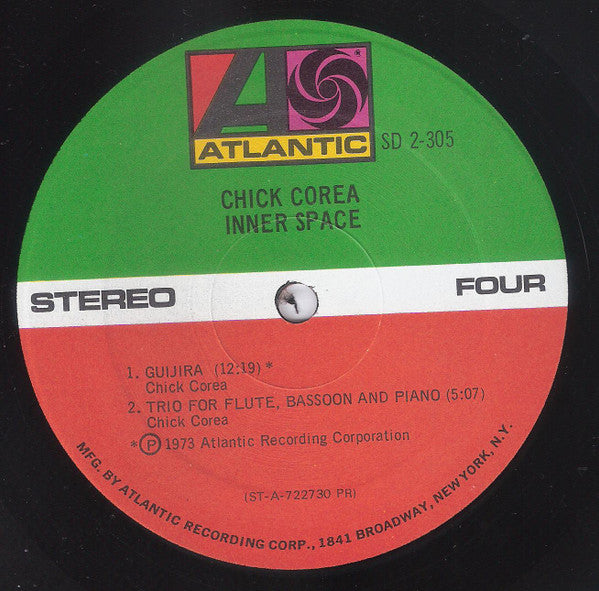 ATLANTIC
®
SD 2-305
CHICK COREA
INNER SPACE
STEREO
FOUR
1. GUIJIRA (12:19) *
Chick Corea
2. TRIO FOR FLUTE, BASSOON AND PIANO (5:07)
Chick Corea
* Ⓟ 1973 Atlantic Recording Corporation
(ST-A-722730 PR)
MFG. BY ATLANTIC RECORDING CORP., 1841 BROADWAY, NEW YORK, N.Y.